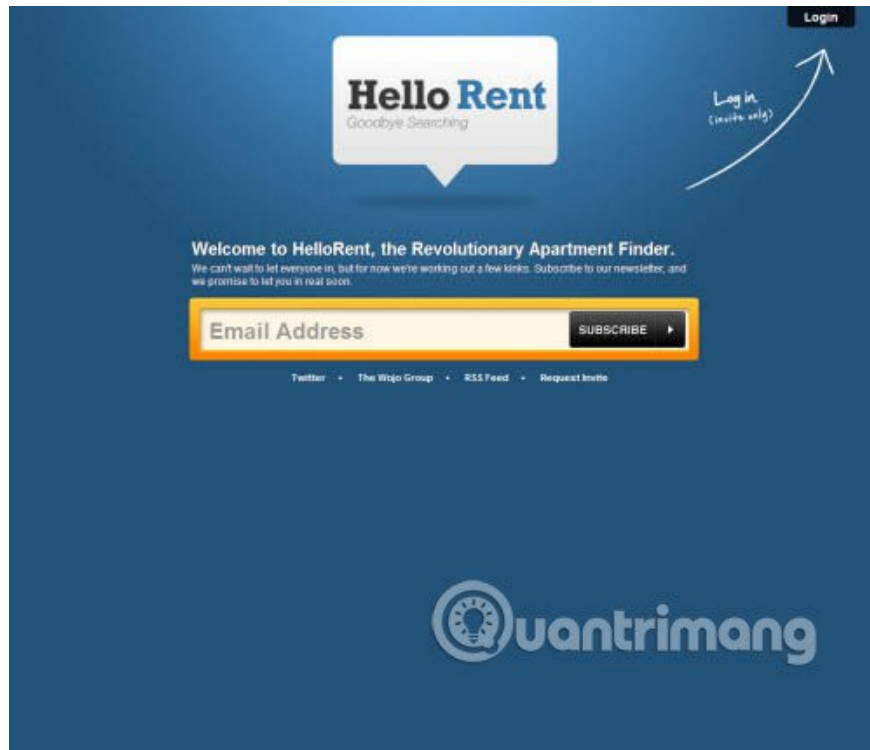 Login
Hello Rent
Goodbye Searching
Log in
(invite only)
Welcome to HelloRent, the Revolutionary Apartment Finder.
We can't wait to let everyone in, but for now we're working out a few kinks. Subscribe to our newsletter, and
we promise to let you in real soon.
Email Address
SUBSCRIBE
Twitter • The Wojo Group • RSS Feed • Request Invite
Quantrimang